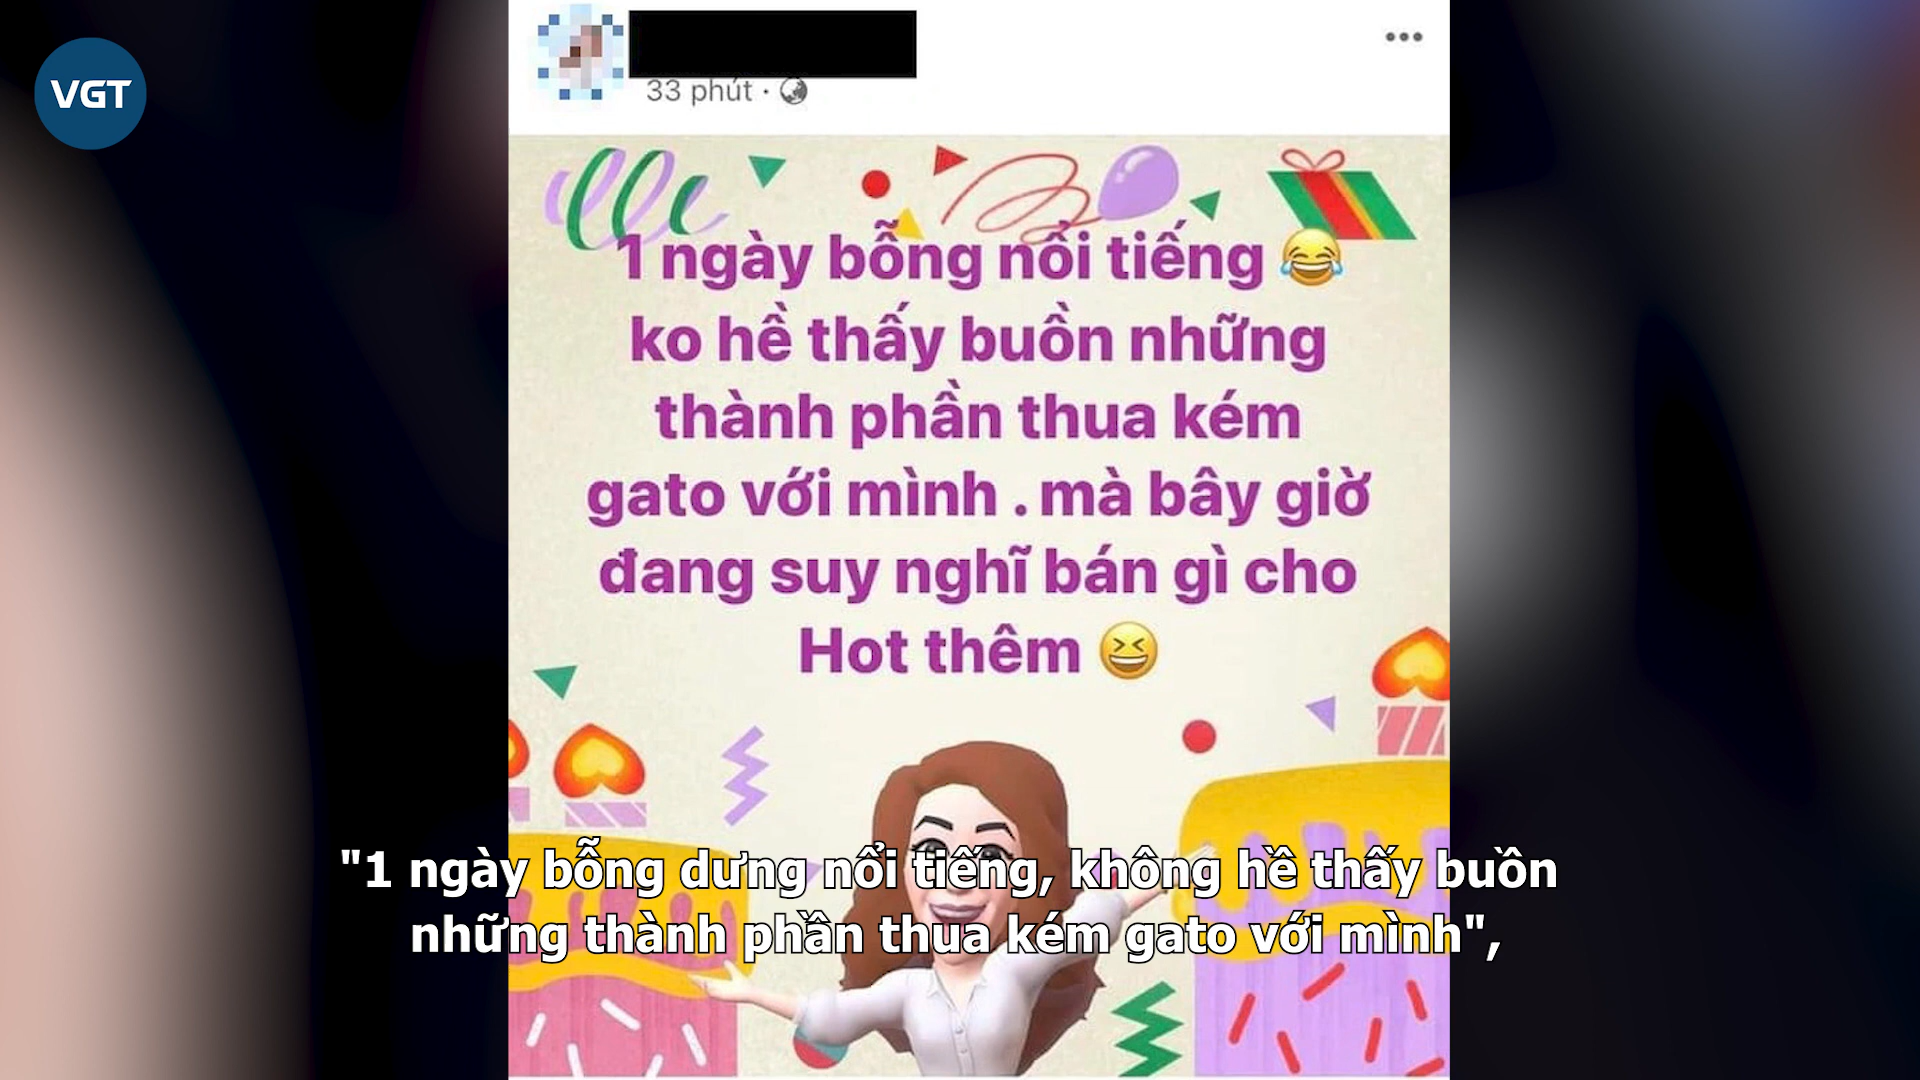 VGT
33 phút ·
1 ngày bỗng nổi tiếng 😂
ko hề thấy buồn những
thành phần thua kém
gato với mình . mà bây giờ
đang suy nghĩ bán gì cho
Hot thêm 😆
"1 ngày bỗng dưng nổi tiếng, không hề thấy buồn
những thành phần thua kém gato với mình",